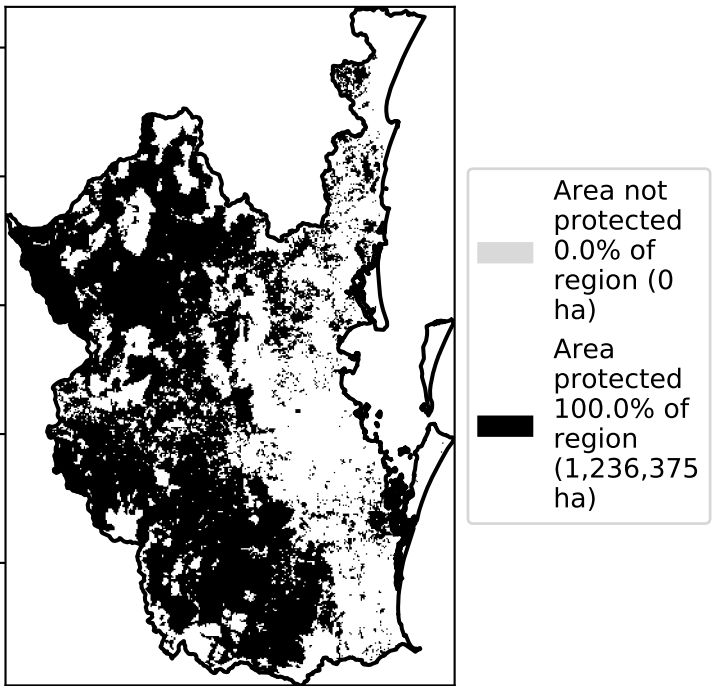 Area not
protected
0.0% of
region (0
ha)
Area
protected
100.0% of
region
(1,236,375
ha)